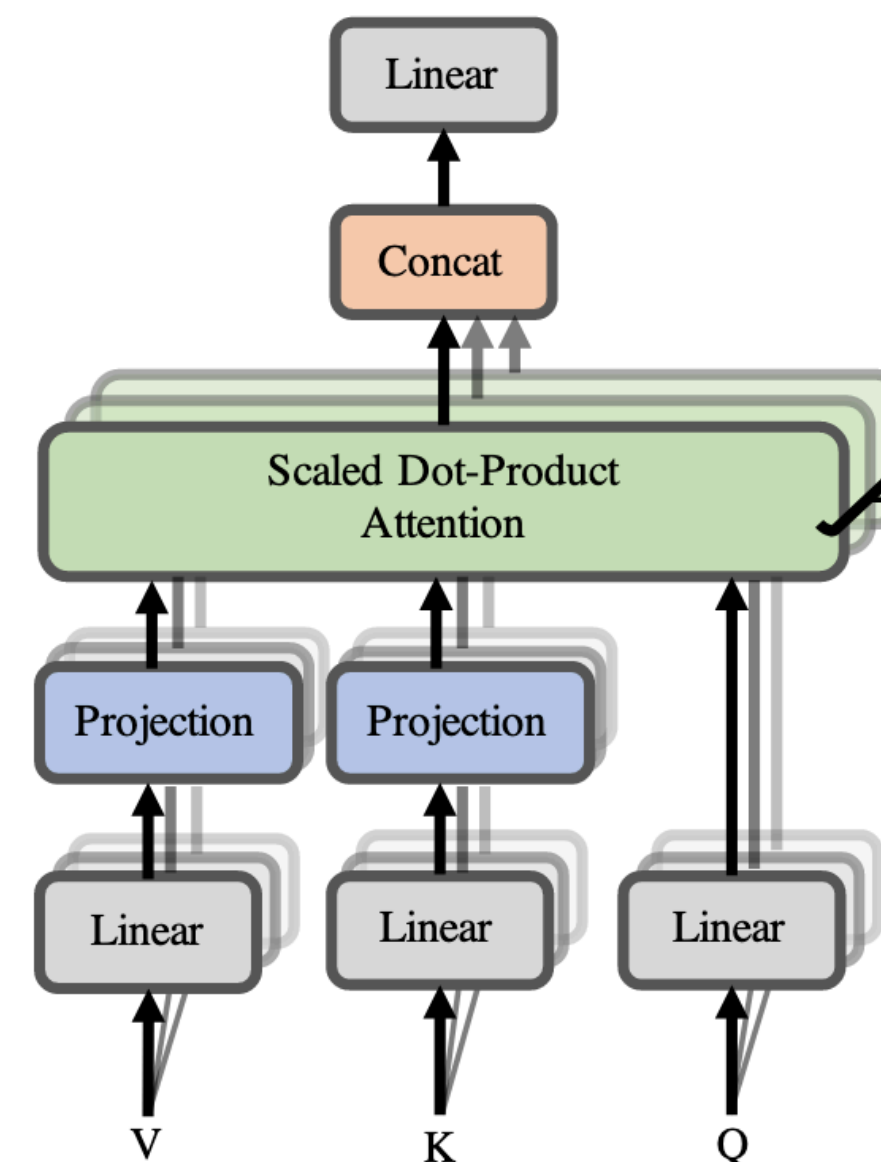 Linear
Concat
Scaled Dot-Product
Attention
Projection
Projection
Linear
Linear
Linear
V
K
Q